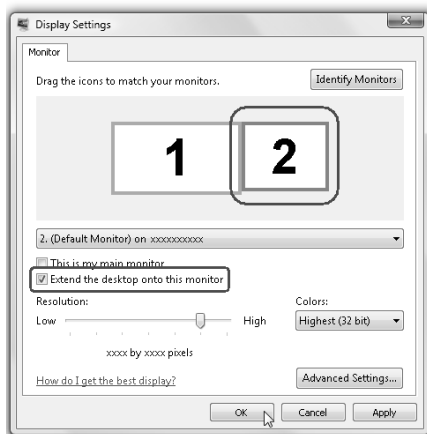 Display Settings
Monitor
Drag the icons to match your monitors.
Identify Monitors
1
2
2. (Default Monitor) on xxxxxxxxxx
This is my main monitor
Extend the desktop onto this monitor
Resolution:
Colors:
Low
High
Highest (32 bit)
xxxx by xxxx pixels
How do I get the best display?
Advanced Settings...
OK
Cancel
Apply